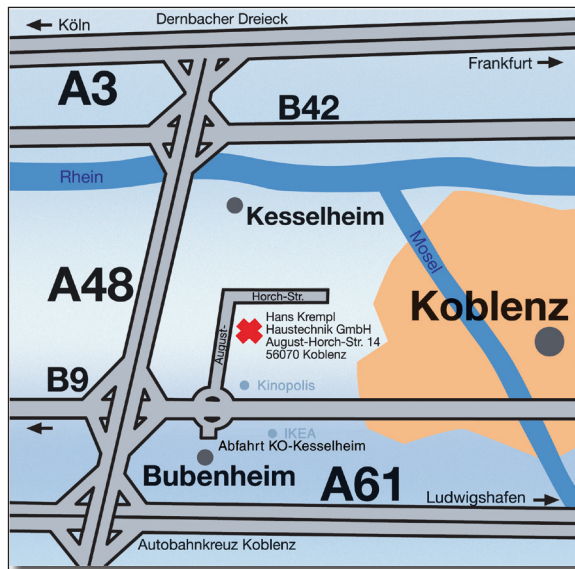 Köln
Dernbacher Dreieck
A3
Frankfurt
B42
Rhein
Kesselheim
Mosel
A48
Horch-Str.
August-
Hans Krempl
Haustechnik GmbH
August-Horch-Str. 14
56070 Koblenz
Koblenz
B9
Kinopolis
IKEA
Abfahrt KO-Kesselheim
Bubenheim
A61
Ludwigshafen
Autobahnkreuz Koblenz